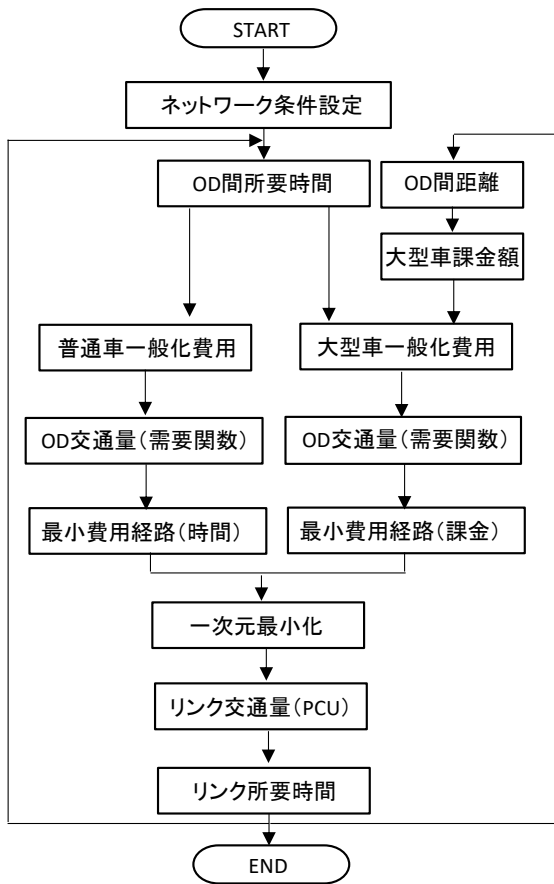 START
ネットワーク条件設定
OD間所要時間
OD間距離
大型車課金額
普通車一般化費用
大型車一般化費用
OD交通量(需要関数)
OD交通量(需要関数)
最小費用経路(時間)
最小費用経路(課金)
一次元最小化
リンク交通量(PCU)
リンク所要時間
END